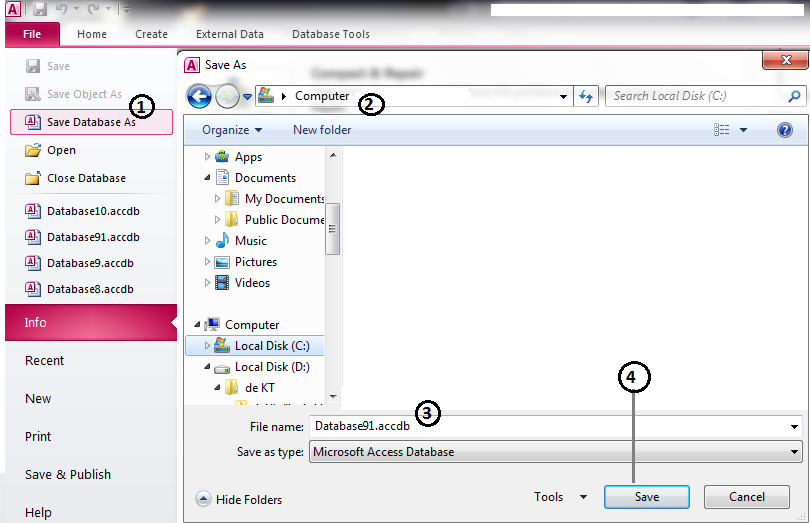 File
Home
Create
External Data
Database Tools
Save
Save Object As
1
Save Database As
Open
Close Database
Database10.accdb
Database91.accdb
Database9.accdb
Database8.accdb
Info
Recent
New
Print
Save & Publish
Help
Compact & Repair
Save As
Computer
2
Search Local Disk (C:)
Organize
New folder
Apps
Documents
My Documents
Public Docume
Music
Pictures
Videos
Computer
Local Disk (C:)
Local Disk (D:)
de KT
3
4
File name: Database91.accdb
Save as type: Microsoft Access Database
Hide Folders
Tools
Save
Cancel